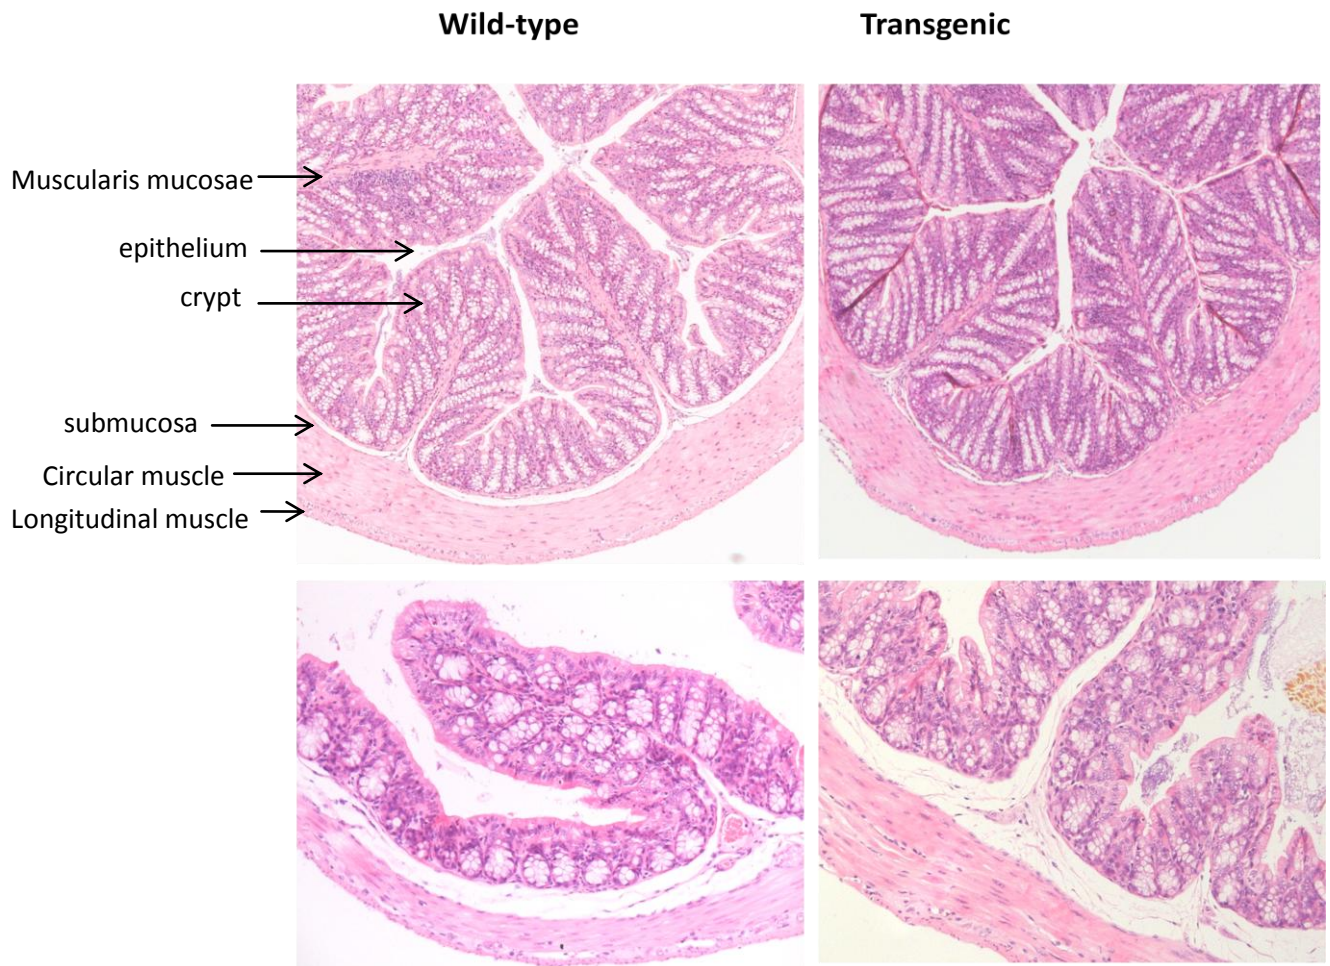 Wild-type
Transgenic
Muscularis mucosae
epithelium
crypt
submucosa
Circular muscle
Longitudinal muscle